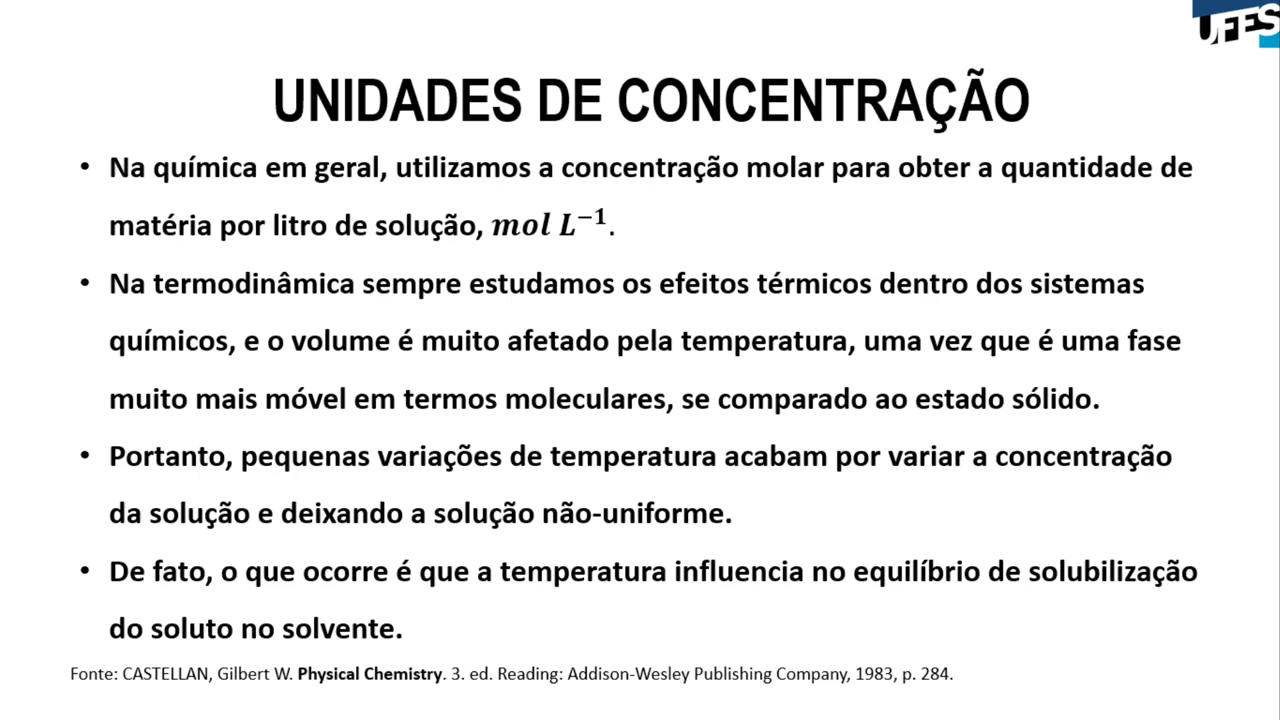 UFES
UNIDADES DE CONCENTRAÇÃO
• Na química em geral, utilizamos a concentração molar para obter a quantidade de
matéria por litro de solução, mol L⁻¹.
• Na termodinâmica sempre estudamos os efeitos térmicos dentro dos sistemas
químicos, e o volume é muito afetado pela temperatura, uma vez que é uma fase
muito mais móvel em termos moleculares, se comparado ao estado sólido.
• Portanto, pequenas variações de temperatura acabam por variar a concentração
da solução e deixando a solução não-uniforme.
• De fato, o que ocorre é que a temperatura influencia no equilíbrio de solubilização
do soluto no solvente.
Fonte: CASTELLAN, Gilbert W. Physical Chemistry. 3. ed. Reading: Addison-Wesley Publishing Company, 1983, p. 284.